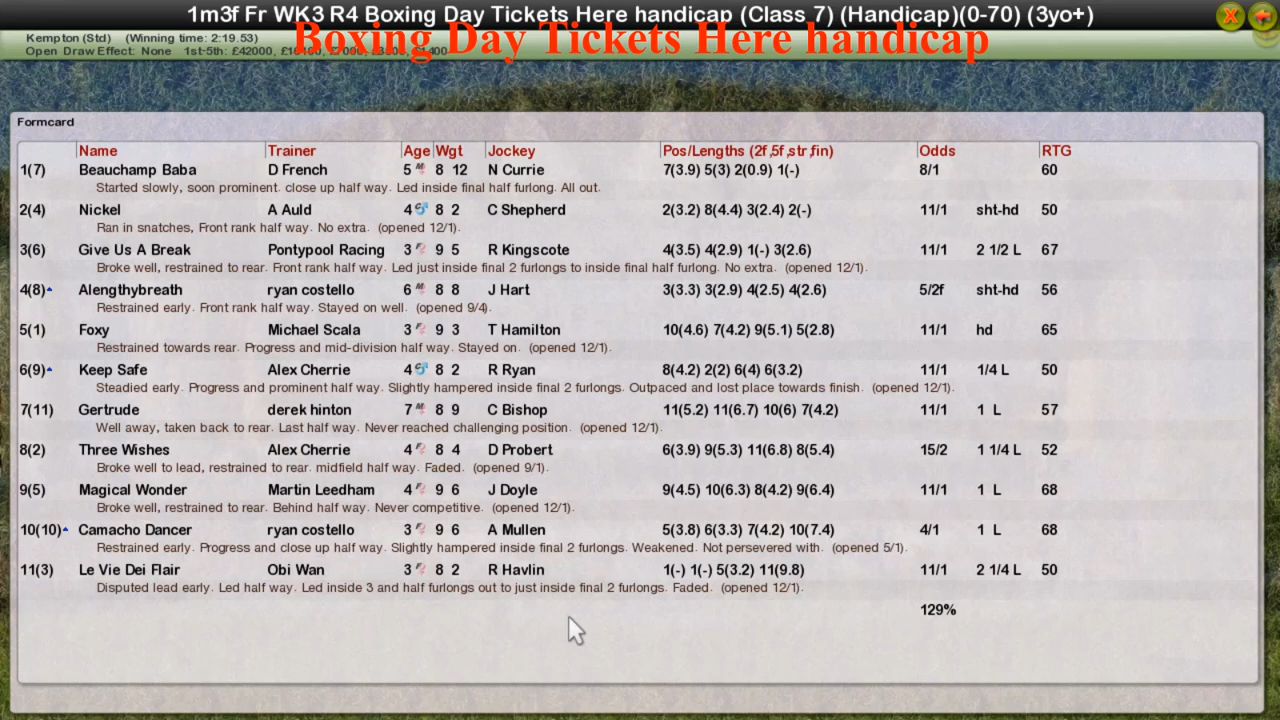 1m3f Fr WK3 R4 Boxing Day Tickets Here handicap (Class 7) (Handicap)(0-70) (3yo+)
Boxing Day Tickets Here handicap
Kempton (Std) (Winning time: 2:19.53)
Open Draw Effect: None 1st-5th: £42000,
Formcard
Name Trainer Age Wgt Jockey Pos/Lengths (2f,5f,str,fin) Odds RTG
1(7) Beauchamp Baba D French 5 8 12 N Currie 7(3.9) 5(3) 2(0.9) 1(-) 8/1 60
Started slowly, soon prominent. close up half way. Led inside final half furlong. All out.
2(4) Nickel A Auld 4 8 2 C Shepherd 2(3.2) 8(4.4) 3(2.4) 2(-) 11/1 sht-hd 50
Ran in snatches, Front rank half way. No extra. (opened 12/1).
3(6) Give Us A Break Pontypool Racing 3 9 5 R Kingscote 4(3.5) 4(2.9) 1(-) 3(2.6) 11/1 2 1/2 L 67
Broke well, restrained to rear. Front rank half way. Led just inside final 2 furlongs to inside final half furlong. No extra. (opened 12/1).
4(8) Alengthybreath ryan costello 6 8 8 J Hart 3(3.3) 3(2.9) 4(2.5) 4(2.6) 5/2f sht-hd 56
Restrained early. Front rank half way. Stayed on well. (opened 9/4).
5(1) Foxy Michael Scala 3 9 3 T Hamilton 10(4.6) 7(4.2) 9(5.1) 5(2.8) 11/1 hd 65
Restrained towards rear. Progress and mid-division half way. Stayed on. (opened 12/1).
6(9) Keep Safe Alex Cherrie 4 8 2 R Ryan 8(4.2) 2(2) 6(4) 6(3.2) 11/1 1/4 L 50
Steadied early. Progress and prominent half way. Slightly hampered inside final 2 furlongs. Outpaced and lost place towards finish. (opened 12/1).
7(11) Gertrude derek hinton 7 8 9 C Bishop 11(5.2) 11(6.7) 10(6) 7(4.2) 11/1 1 L 57
Well away, taken back to rear. Last half way. Never reached challenging position. (opened 12/1).
8(2) Three Wishes Alex Cherrie 4 8 4 D Probert 6(3.9) 9(5.3) 11(6.8) 8(5.4) 15/2 1 1/4 L 52
Broke well to lead, restrained to rear. midfield half way. Faded. (opened 9/1).
9(5) Magical Wonder Martin Leedham 4 9 6 J Doyle 9(4.5) 10(6.3) 8(4.2) 9(6.4) 11/1 1 L 68
Broke well, restrained to rear. Behind half way. Never competitive. (opened 12/1).
10(10) Camacho Dancer ryan costello 3 9 6 A Mullen 5(3.8) 6(3.3) 7(4.2) 10(7.4) 4/1 1 L 68
Restrained early. Progress and close up half way. Slightly hampered inside final 2 furlongs. Weakened. Not persevered with. (opened 5/1).
11(3) Le Vie Dei Flair Obi Wan 3 8 2 R Havlin 1(-) 1(-) 5(3.2) 11(9.8) 11/1 2 1/4 L 50
Disputed lead early. Led half way. Led inside 3 and half furlongs out to just inside final 2 furlongs. Faded. (opened 12/1).
129%